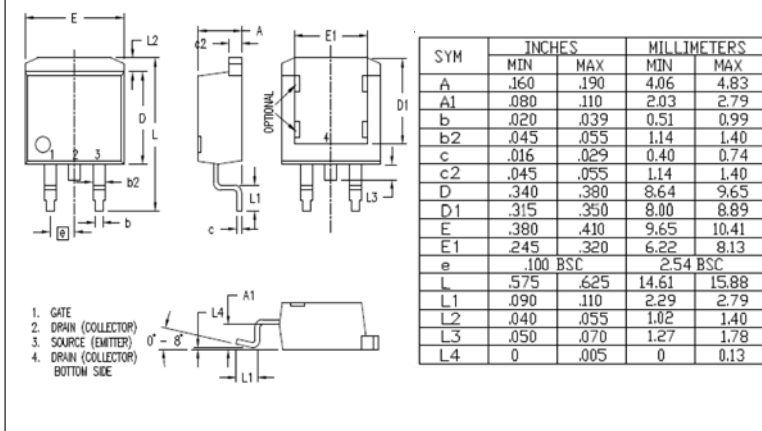 E
L2
D
L
1 2 3
b2
b
e
A
c2
L1
c
E1
OPTIONAL
D1
4
L3
1. GATE
2. DRAIN (COLLECTOR)
3. SOURCE (EMITTER)
4. DRAIN (COLLECTOR)
BOTTOM SIDE
0° - 8°
L4
A1
L1
SYM INCHES MILLIMETERS
MIN MAX MIN MAX
A .160 .190 4.06 4.83
A1 .080 .110 2.03 2.79
b .020 .039 0.51 0.99
b2 .045 .055 1.14 1.40
c .016 .029 0.40 0.74
c2 .045 .055 1.14 1.40
D .340 .380 8.64 9.65
D1 .315 .350 8.00 8.89
E .380 .410 9.65 10.41
E1 .245 .320 6.22 8.13
e .100 BSC 2.54 BSC
L .575 .625 14.61 15.88
L1 .090 .110 2.29 2.79
L2 .040 .055 1.02 1.40
L3 .050 .070 1.27 1.78
L4 0 .005 0 0.13